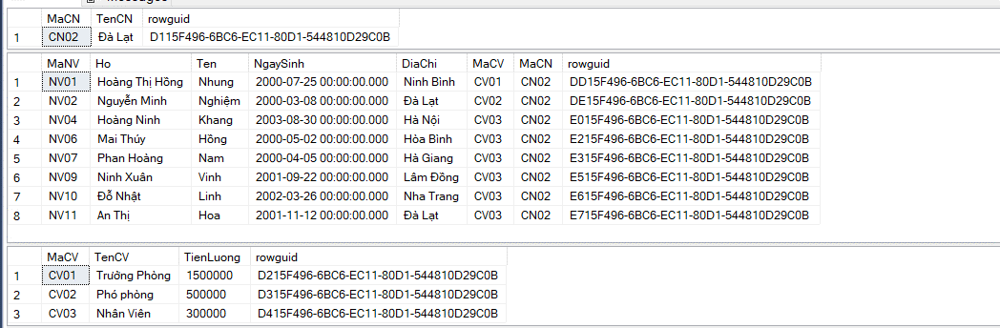 Messages
MaCN TenCN rowguid
1 CN02 Đà Lạt D115F496-6BC6-EC11-80D1-544810D29C0B
MaNV Ho Ten NgaySinh DiaChi MaCV MaCN rowguid
1 NV01 Hoàng Thị Hồng Nhung 2000-07-25 00:00:00.000 Ninh Bình CV01 CN02 DD15F496-6BC6-EC11-80D1-544810D29C0B
2 NV02 Nguyễn Minh Nghiệm 2000-03-08 00:00:00.000 Đà Lạt CV02 CN02 DE15F496-6BC6-EC11-80D1-544810D29C0B
3 NV04 Hoàng Ninh Khang 2003-08-30 00:00:00.000 Hà Nội CV03 CN02 E015F496-6BC6-EC11-80D1-544810D29C0B
4 NV06 Mai Thúy Hồng 2000-05-02 00:00:00.000 Hòa Bình CV03 CN02 E215F496-6BC6-EC11-80D1-544810D29C0B
5 NV07 Phan Hoàng Nam 2000-04-05 00:00:00.000 Hà Giang CV03 CN02 E315F496-6BC6-EC11-80D1-544810D29C0B
6 NV09 Ninh Xuân Vinh 2001-09-22 00:00:00.000 Lâm Đồng CV03 CN02 E515F496-6BC6-EC11-80D1-544810D29C0B
7 NV10 Đỗ Nhật Linh 2002-03-26 00:00:00.000 Nha Trang CV03 CN02 E615F496-6BC6-EC11-80D1-544810D29C0B
8 NV11 An Thị Hoa 2001-11-12 00:00:00.000 Đà Lạt CV03 CN02 E715F496-6BC6-EC11-80D1-544810D29C0B
MaCV TenCV TienLuong rowguid
1 CV01 Trưởng Phòng 1500000 D215F496-6BC6-EC11-80D1-544810D29C0B
2 CV02 Phó phòng 500000 D315F496-6BC6-EC11-80D1-544810D29C0B
3 CV03 Nhân Viên 300000 D415F496-6BC6-EC11-80D1-544810D29C0B